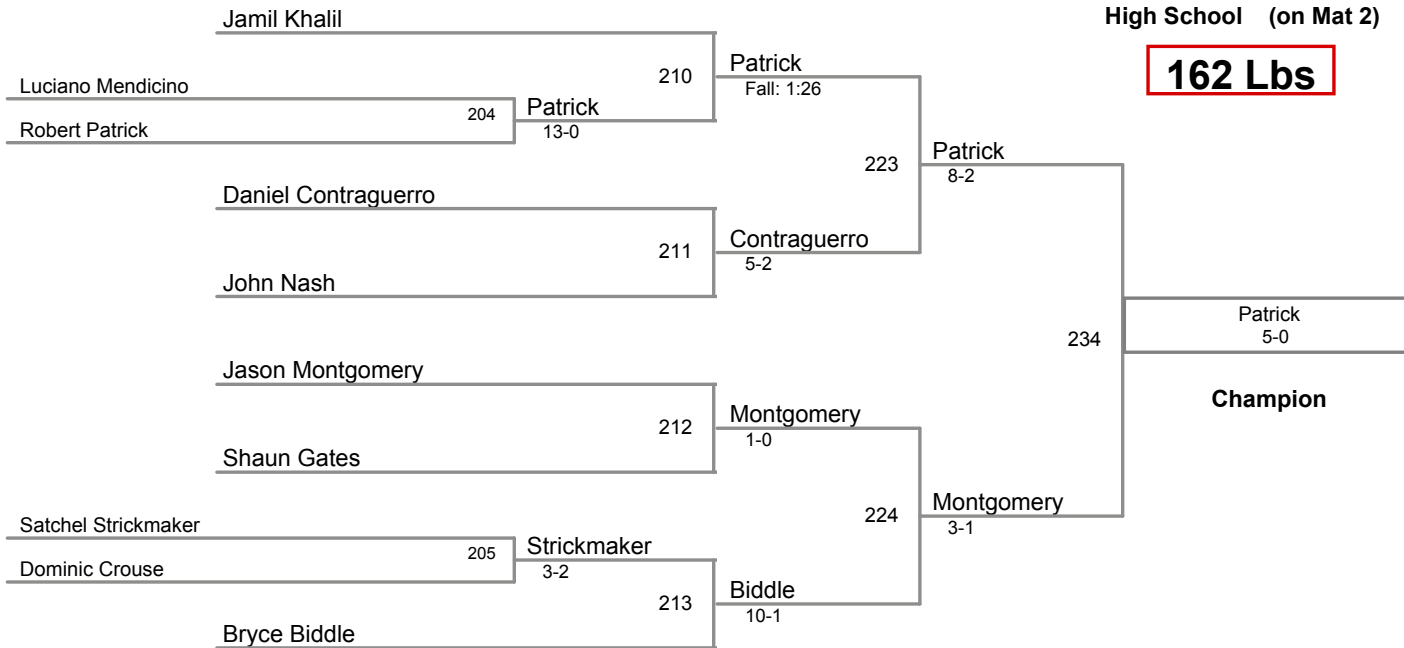 Jamil Khalil
High School (on Mat 2)
162 Lbs
210
Patrick
Fall: 1:26
Luciano Mendicino
204
Patrick
13-0
Robert Patrick
223
Patrick
8-2
Daniel Contraguerro
211
Contraguerro
5-2
John Nash
234
Patrick
5-0
Jason Montgomery
Champion
212
Montgomery
1-0
Shaun Gates
224
Montgomery
3-1
Satchel Strickmaker
205
Strickmaker
3-2
Dominic Crouse
213
Biddle
10-1
Bryce Biddle